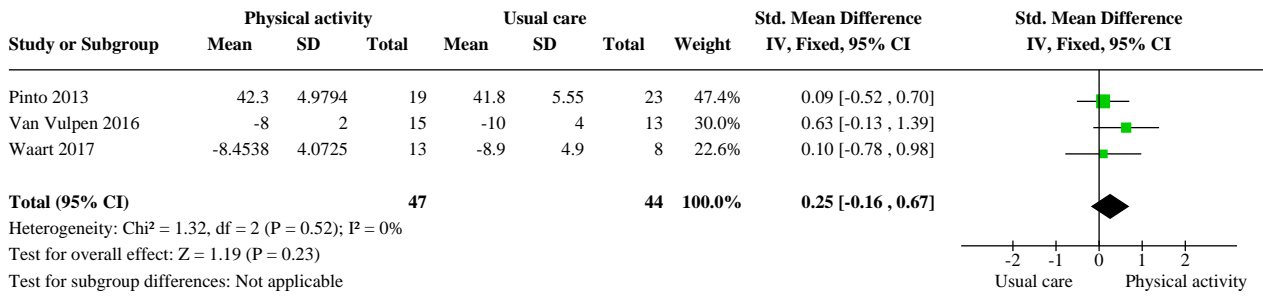 Physical activity Usual care Std. Mean Difference Std. Mean Difference
Study or Subgroup Mean SD Total Mean SD Total Weight IV, Fixed, 95% CI IV, Fixed, 95% CI
Pinto 2013 42.3 4.9794 19 41.8 5.55 23 47.4% 0.09 [-0.52 , 0.70]
Van Vulpen 2016 -8 2 15 -10 4 13 30.0% 0.63 [-0.13 , 1.39]
Waart 2017 -8.4538 4.0725 13 -8.9 4.9 8 22.6% 0.10 [-0.78 , 0.98]
Total (95% CI) 47 44 100.0% 0.25 [-0.16 , 0.67]
Heterogeneity: Chi² = 1.32, df = 2 (P = 0.52); I² = 0%
Test for overall effect: Z = 1.19 (P = 0.23)
Test for subgroup differences: Not applicable
-2 -1 0 1 2
Usual care Physical activity